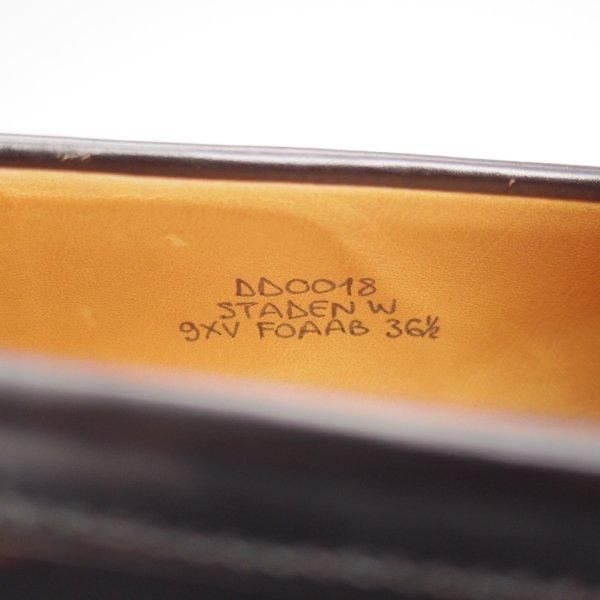 DD0018
STADEN W
9XV FOAAB 36½